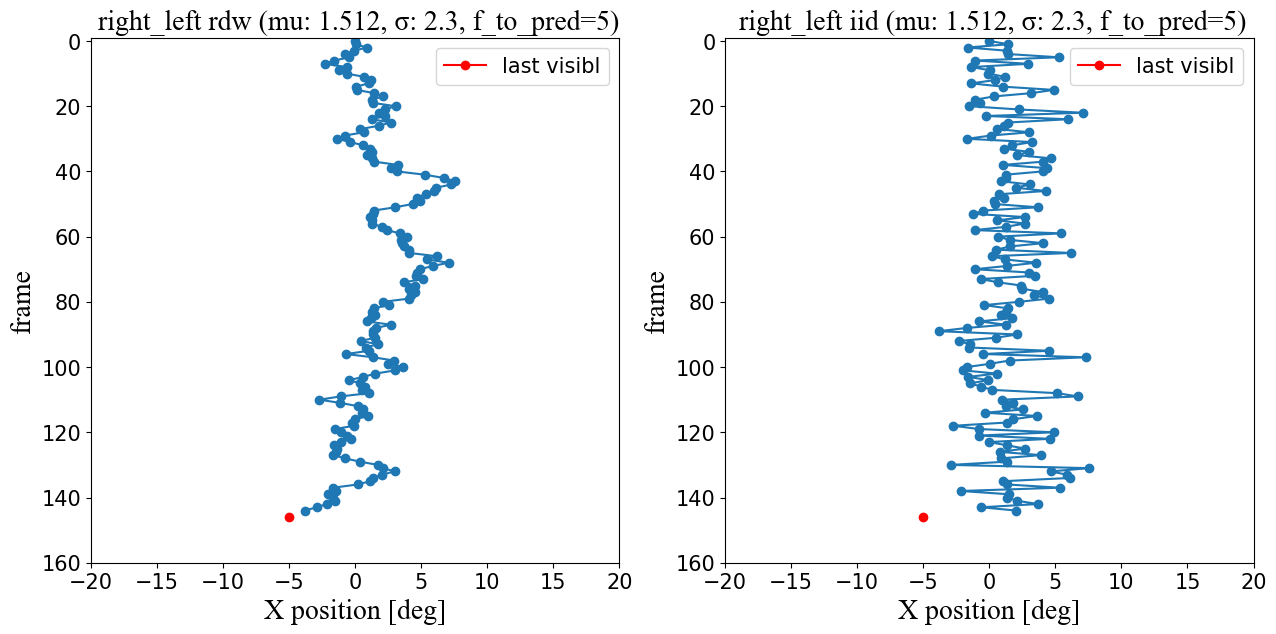 right_left rdw (mu: 1.512, σ: 2.3, f_to_pred=5)
last visibl
0
20
40
60
80
100
120
140
160
frame
−20 −15 −10 −5 0 5 10 15 20
X position [deg]
right_left iid (mu: 1.512, σ: 2.3, f_to_pred=5)
last visibl
0
20
40
60
80
100
120
140
160
frame
−20 −15 −10 −5 0 5 10 15 20
X position [deg]